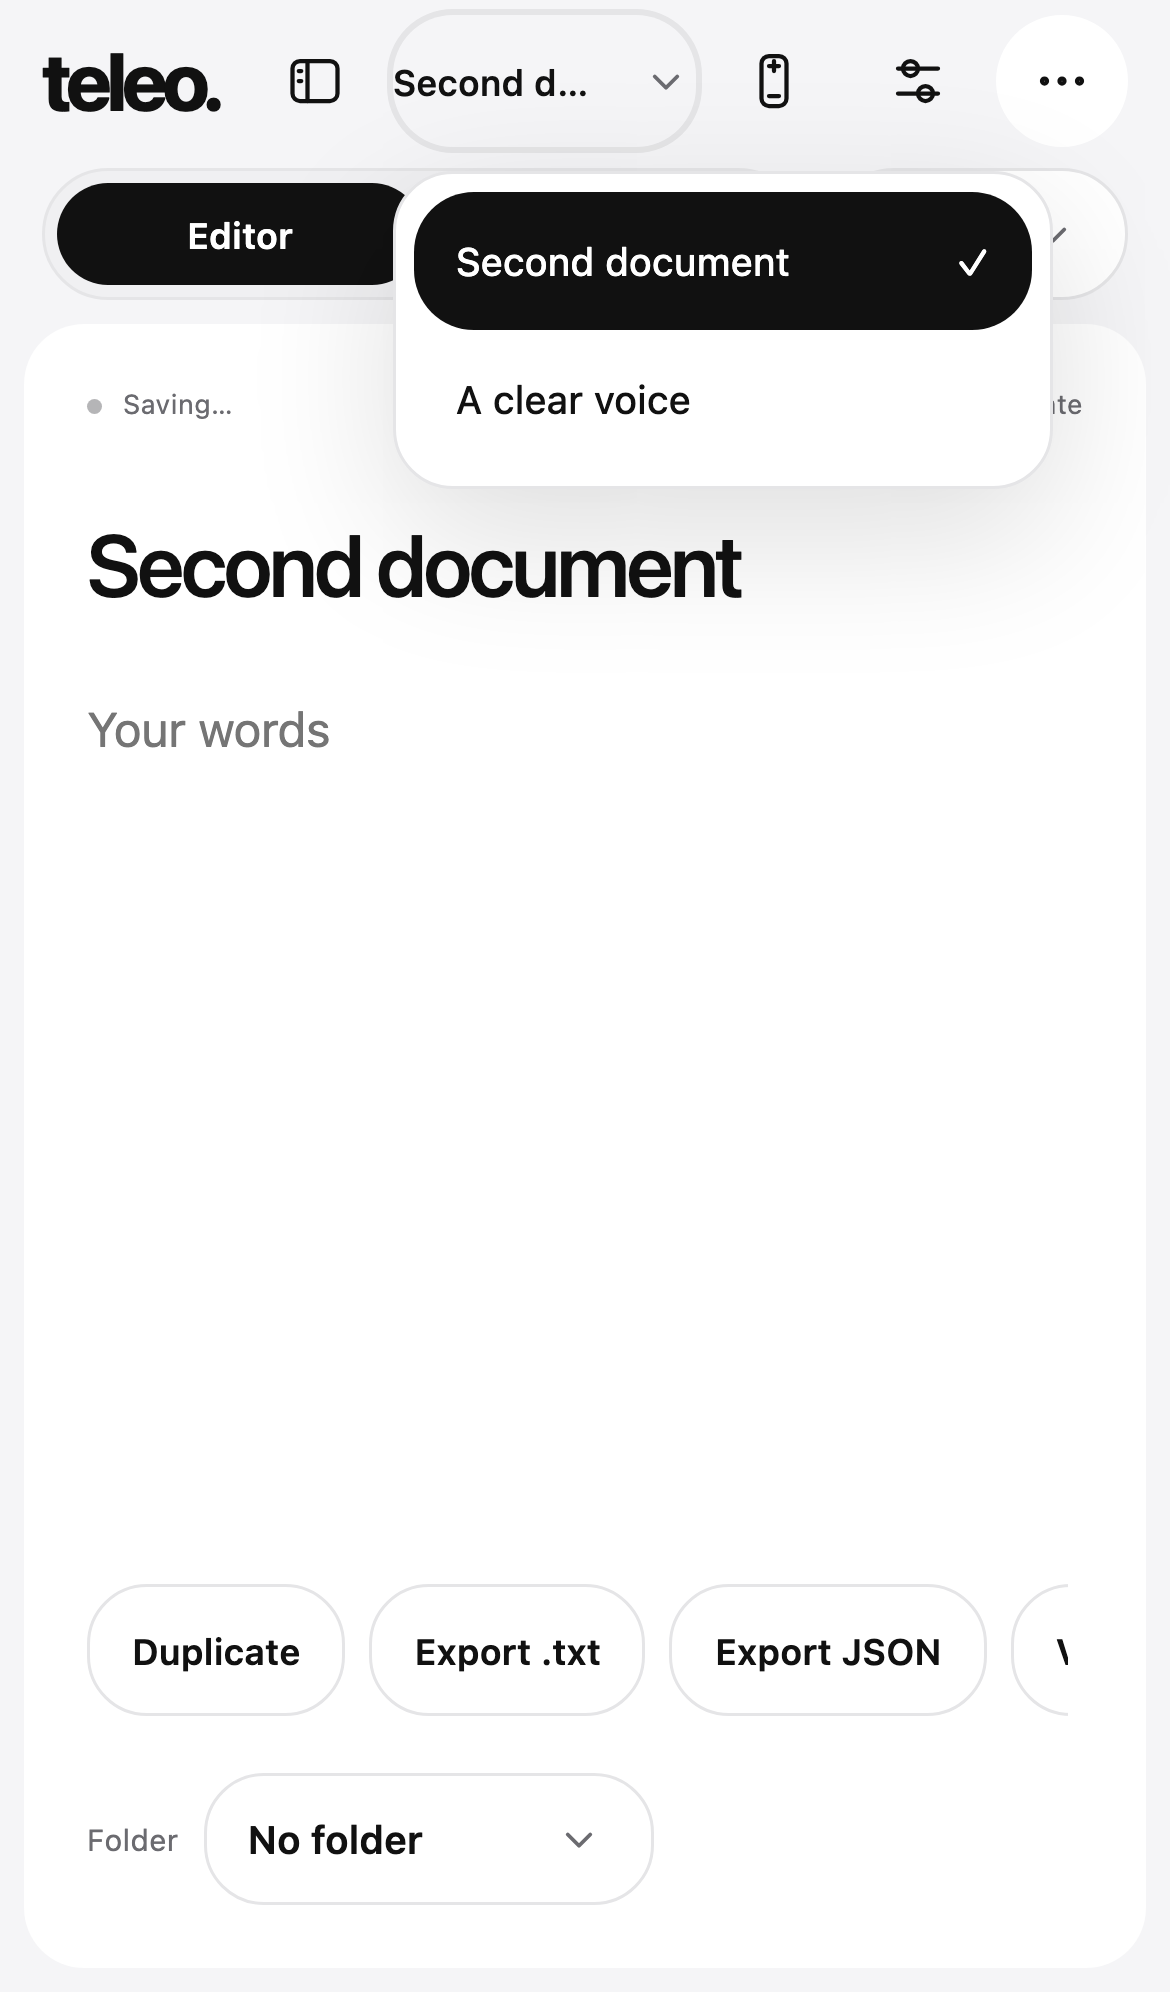 teleo.
Second d...
Editor
Second document
A clear voice
Saving...
Second document
Your words
Duplicate
Export .txt
Export JSON
Folder
No folder